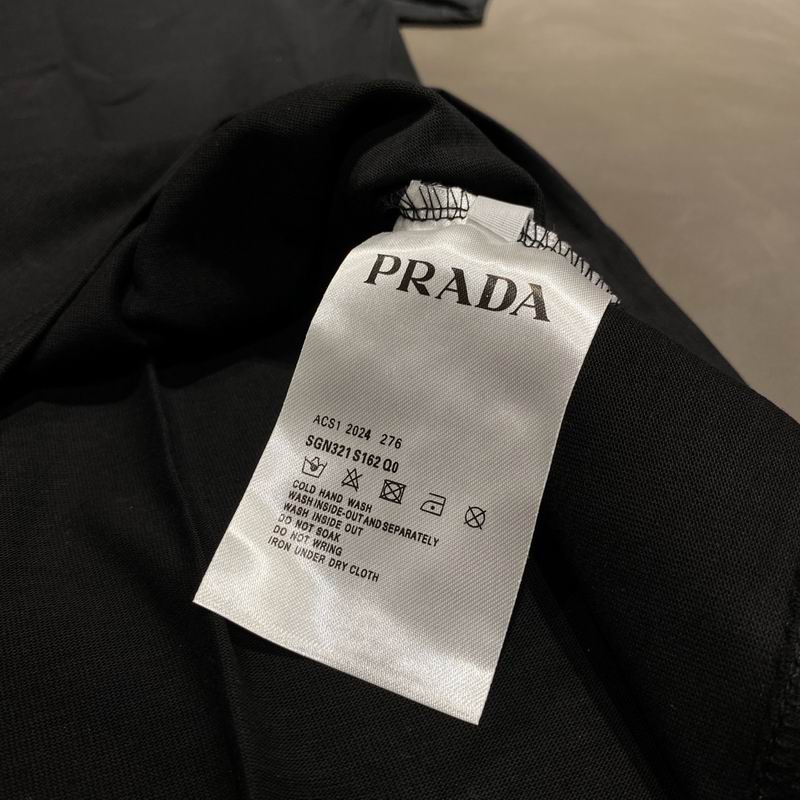 PRADA
ACS1 2024 276
SGN321 S162 Q0
COLD HAND WASH
WASH INSIDE-OUT AND SEPARATELY
WASH INSIDE OUT
DO NOT SOAK
DO NOT WRING
IRON UNDER DRY CLOTH